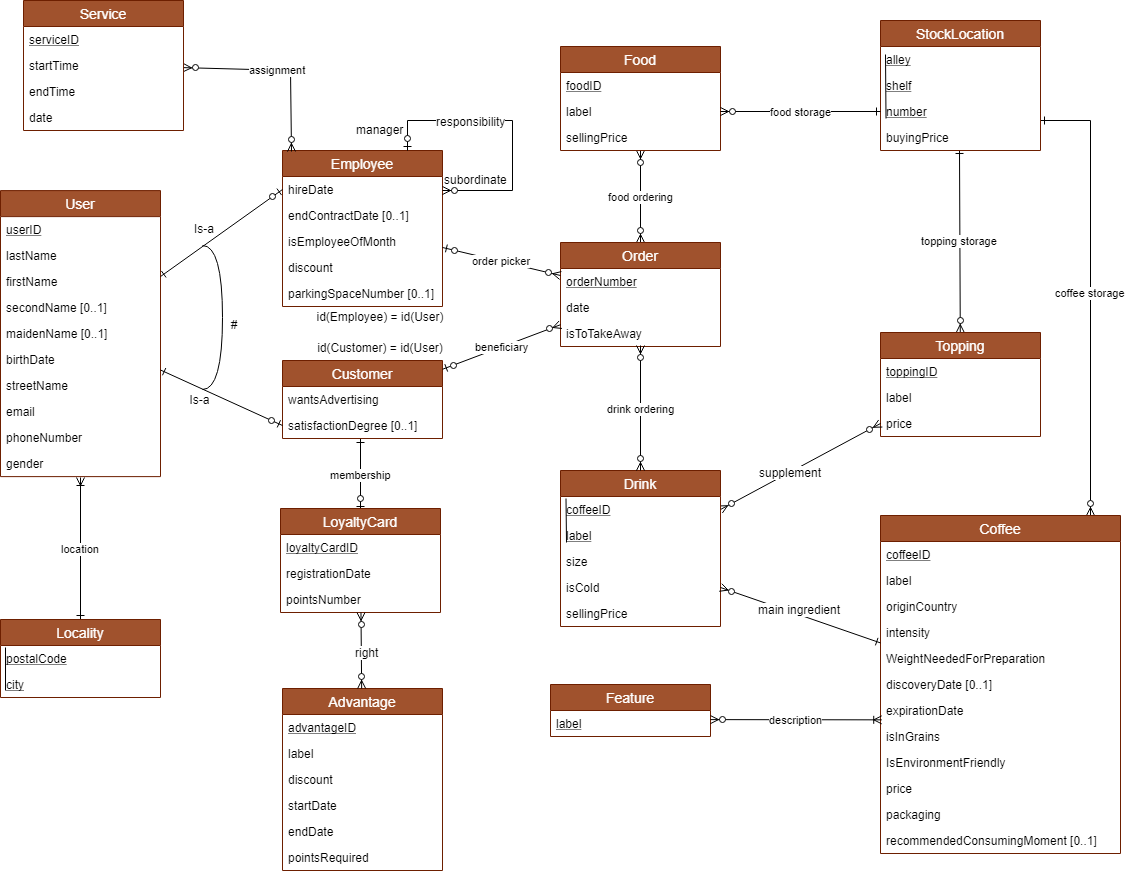 Service
serviceID
startTime
endTime
date
assignment
manager
responsibility
subordinate
Employee
hireDate
endContractDate [0..1]
isEmployeeOfMonth
discount
parkingSpaceNumber [0..1]
id(Employee) = id(User)
User
userID
lastName
firstName
secondName [0..1]
maidenName [0..1]
birthDate
streetName
email
phoneNumber
gender
Is-a
#
Is-a
location
Locality
postalCode
city
id(Customer) = id(User)
Customer
wantsAdvertising
satisfactionDegree [0..1]
membership
LoyaltyCard
loyaltyCardID
registrationDate
pointsNumber
right
Advantage
advantageID
label
discount
startDate
endDate
pointsRequired
Food
foodID
label
sellingPrice
food storage
food ordering
order picker
beneficiary
Order
orderNumber
date
isToTakeAway
drink ordering
Drink
coffeeID
label
size
isCold
sellingPrice
supplement
main ingredient
Feature
label
description
StockLocation
alley
shelf
number
buyingPrice
topping storage
coffee storage
Topping
toppingID
label
price
Coffee
coffeeID
label
originCountry
intensity
WeightNeededForPreparation
discoveryDate [0..1]
expirationDate
isInGrains
IsEnvironmentFriendly
price
packaging
recommendedConsumingMoment [0..1]